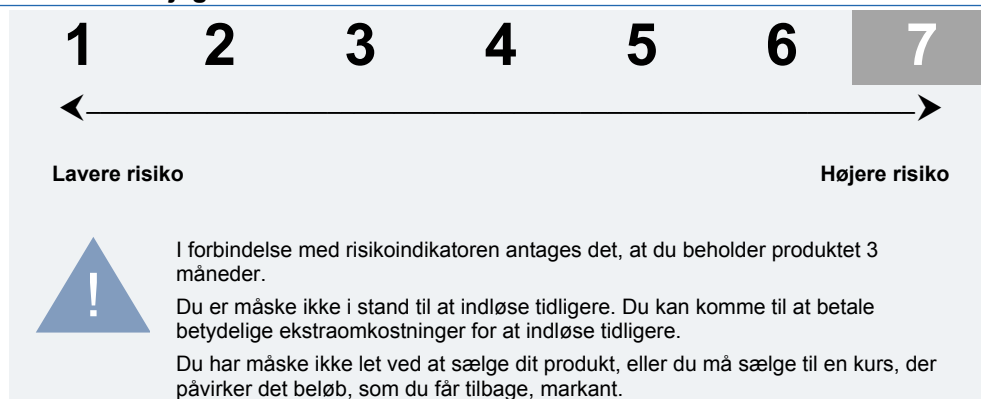 1 2 3 4 5 6 7
Lavere risiko Højere risiko
!
I forbindelse med risikoindikatoren antages det, at du beholder produktet 3
måneder.
Du er måske ikke i stand til at indløse tidligere. Du kan komme til at betale
betydelige ekstraomkostninger for at indløse tidligere.
Du har måske ikke let ved at sælge dit produkt, eller du må sælge til en kurs, der
påvirker det beløb, som du får tilbage, markant.